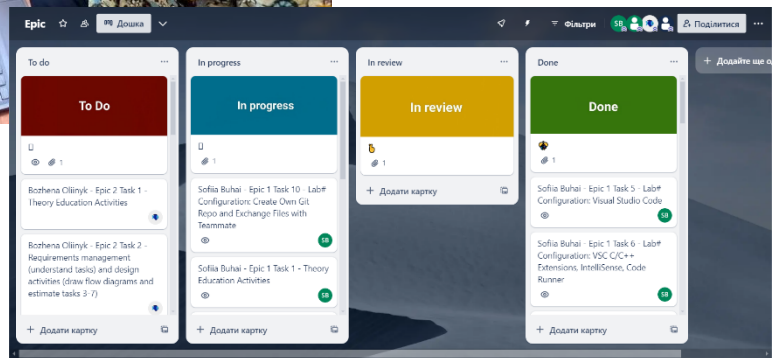 Epic
Дошка
Фільтри
SB
Поділитися
To do
To Do
1
Bozhena Oliinyk - Epic 2 Task 1 -
Theory Education Activities
Bozhena Oliinyk - Epic 2 Task 2 -
Requirements management
(understand tasks) and design
activities (draw flow diagrams and
estimate tasks 3-7)
+ Додати картку
In progress
In progress
1
Sofiia Buhai - Epic 1 Task 10 - Lab#
Configuration: Create Own Git
Repo and Exchange Files with
Teammate
SB
Sofiia Buhai - Epic 1 Task 1 - Theory
Education Activities
SB
+ Додати картку
In review
In review
1
+ Додати картку
Done
Done
1
Sofiia Buhai - Epic 1 Task 5 - Lab#
Configuration: Visual Studio Code
SB
Sofiia Buhai - Epic 1 Task 6 - Lab#
Configuration: VSC C/C++
Extensions, IntelliSense, Code
Runner
SB
+ Додати картку
+ Додайте ще